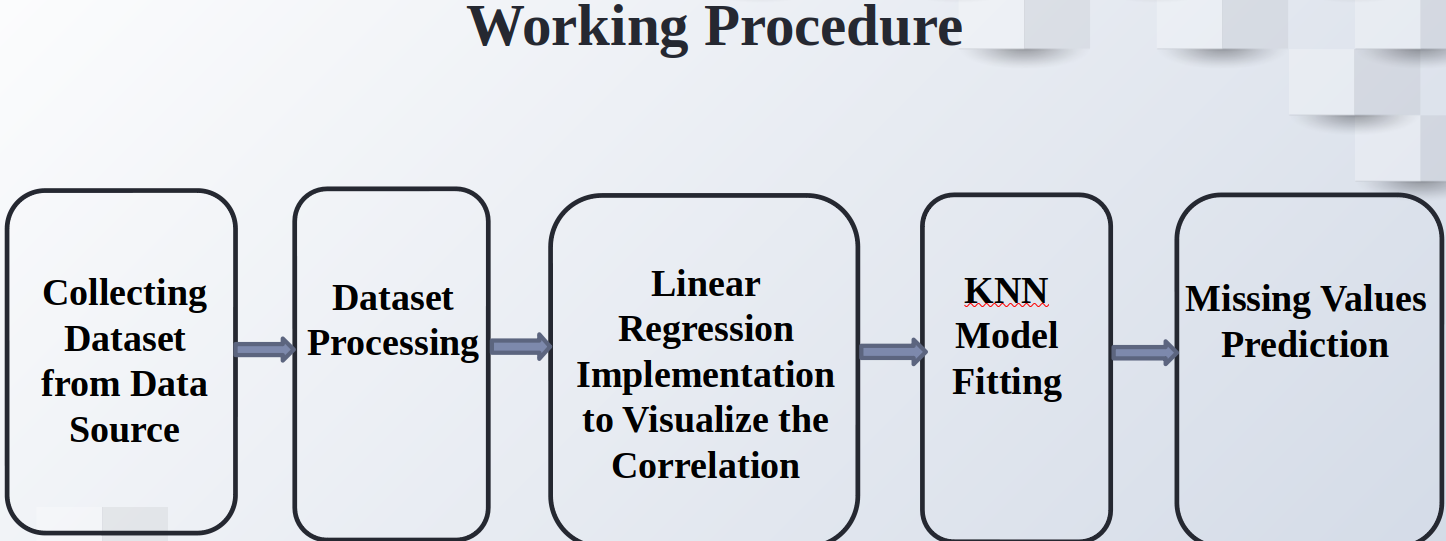 Working Procedure
Collecting
Dataset
from Data
Source
Dataset
Processing
Linear
Regression
Implementation
to Visualize the
Correlation
KNN
Model
Fitting
Missing Values
Prediction